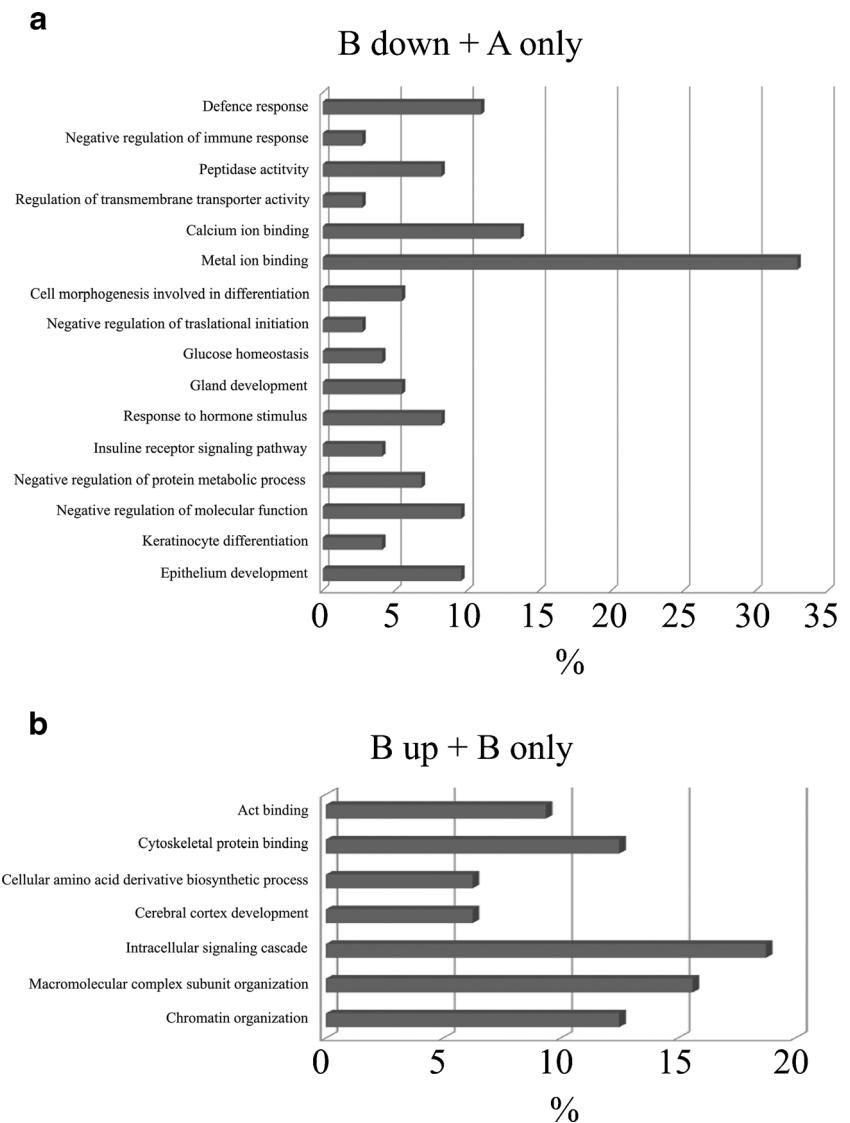 a
B down + A only
Defence response
Negative regulation of immune response
Peptidase actitvity
Regulation of transmembrane transporter activity
Calcium ion binding
Metal ion binding
Cell morphogenesis involved in differentiation
Negative regulation of traslational initiation
Glucose homeostasis
Gland development
Response to hormone stimulus
Insuline receptor signaling pathway
Negative regulation of protein metabolic process
Negative regulation of molecular function
Keratinocyte differentiation
Epithelium development
0 5 10 15 20 25 30 35
%
b
B up + B only
Act binding
Cytoskeletal protein binding
Cellular amino acid derivative biosynthetic process
Cerebral cortex development
Intracellular signaling cascade
Macromolecular complex subunit organization
Chromatin organization
0 5 10 15 20
%